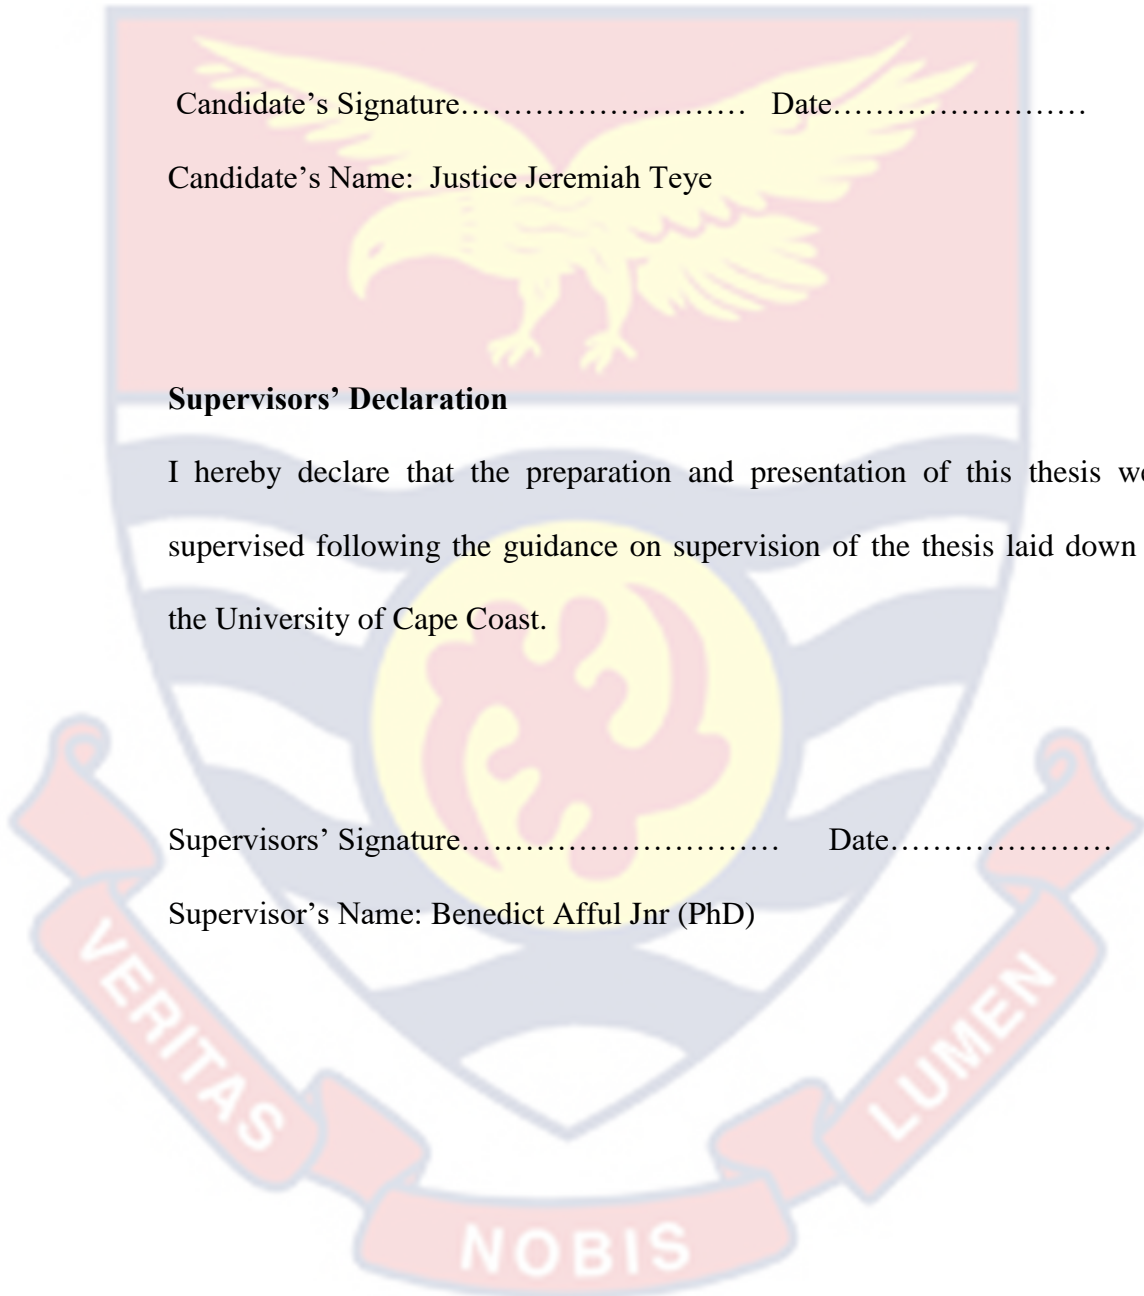 Candidate’s Signature……………………… Date……………………
Candidate’s Name: Justice Jeremiah Teye
Supervisors’ Declaration
I hereby declare that the preparation and presentation of this thesis
supervised following the guidance on supervision of the thesis laid down
the University of Cape Coast.
Supervisors’ Signature………………………… Date…………………
Supervisor’s Name: Benedict Afful Jnr (PhD)
VERITAS
NOBIS
LUMEN